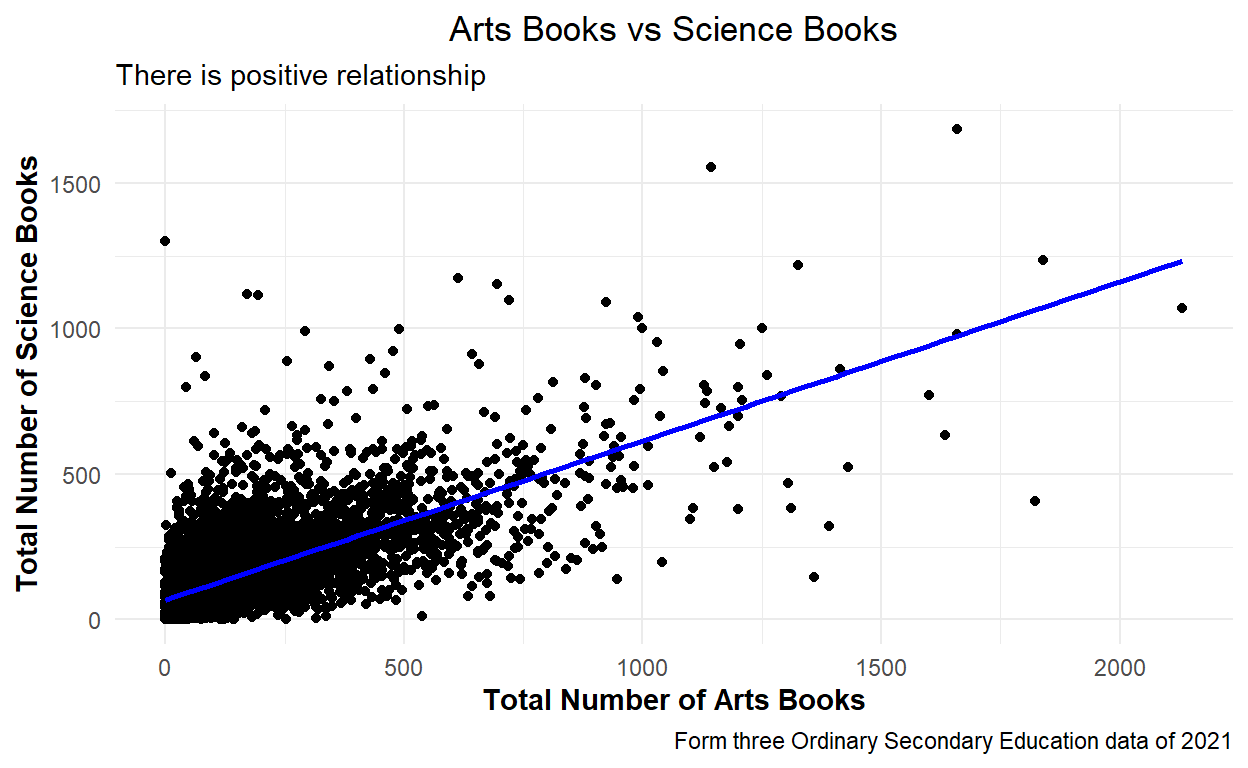 Arts Books vs Science Books
There is positive relationship
Total Number of Science Books
1500
1000
500
0
0 500 1000 1500 2000
Total Number of Arts Books
Form three Ordinary Secondary Education data of 2021